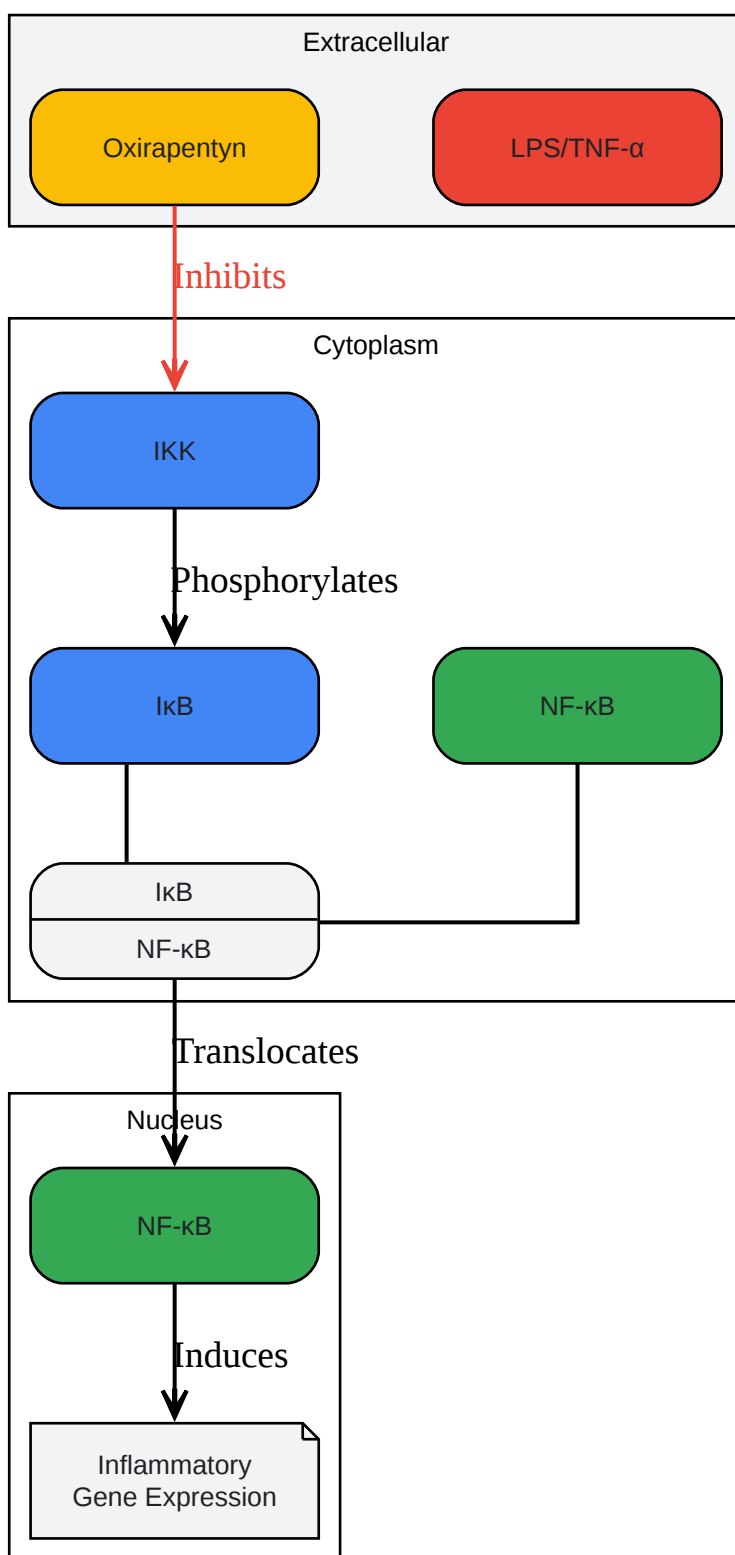 Extracellular
Oxirapentyn
LPS/TNF-α
Inhibits
Cytoplasm
IKK
Phosphorylates
IκB
NF-κB
IκB
NF-κB
Translocates
Nucleus
NF-κB
Induces
Inflammatory
Gene Expression